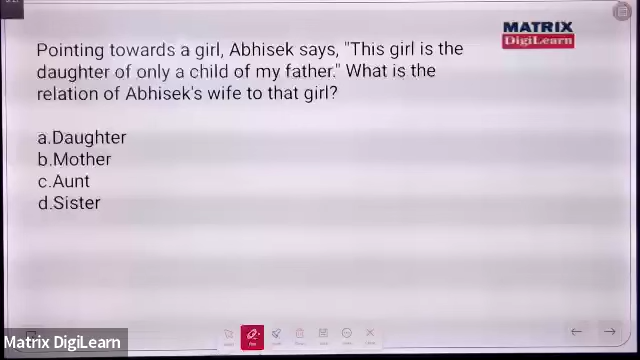 MATRIX
DigiLearn
Pointing towards a girl, Abhisek says, "This girl is the
daughter of only a child of my father." What is the
relation of Abhisek's wife to that girl?
a.Daughter
b.Mother
c.Aunt
d.Sister
Matrix DigiLearn